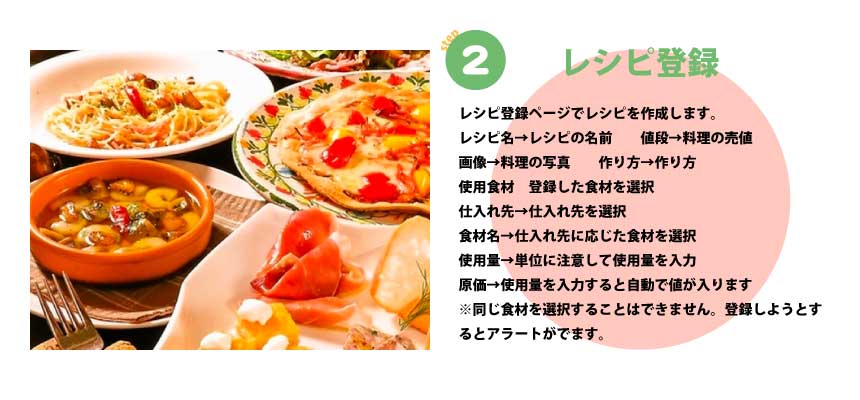 step
2
レシピ登録
レシピ登録ページでレシピを作成します。
レシピ名→レシピの名前　　値段→料理の売値
画像→料理の写真　　作り方→作り方
使用食材　登録した食材を選択
仕入れ先→仕入れ先を選択
食材名→仕入れ先に応じた食材を選択
使用量→単位に注意して使用量を入力
原価→使用量を入力すると自動で値が入ります
※同じ食材を選択することはできません。登録しようとす
るとアラートがでます。